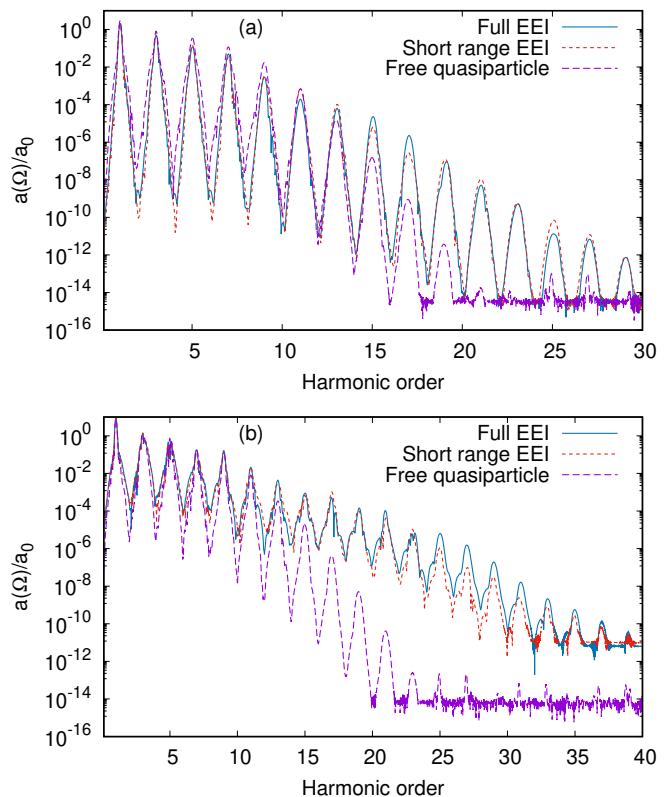 (a)
Full EEI
Short range EEI
Free quasiparticle
a(Ω)/a0
10^0
10^-2
10^-4
10^-6
10^-8
10^-10
10^-12
10^-14
10^-16
5 10 15 20 25 30
Harmonic order
(b)
Full EEI
Short range EEI
Free quasiparticle
a(Ω)/a0
10^0
10^-2
10^-4
10^-6
10^-8
10^-10
10^-12
10^-14
10^-16
5 10 15 20 25 30 35 40
Harmonic order